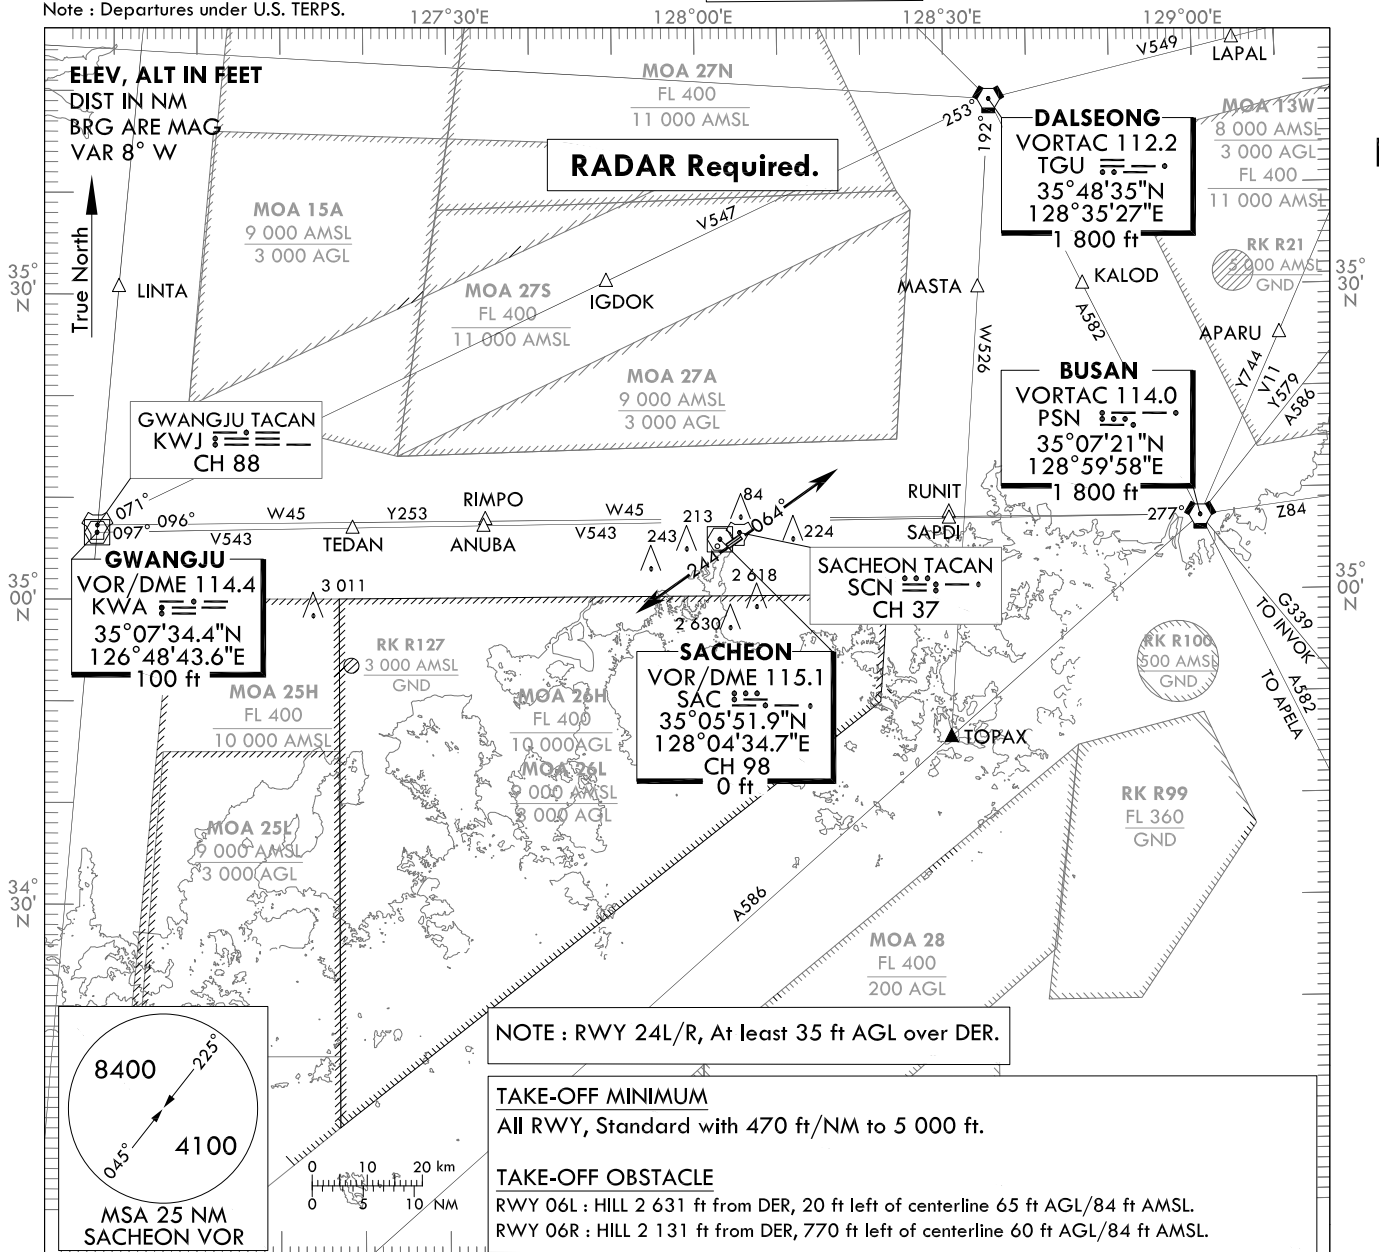 Note : Departures under U.S. TERPS.
127°30'E
128°00'E
128°30'E
129°00'E
ELEV, ALT IN FEET
DIST IN NM
BRG ARE MAG
VAR 8° W
True North
MOA 27N
FL 400
11 000 AMSL
RADAR Required.
V549
LAPAL
253°
192°
DALSEONG
VORTAC 112.2
TGU
35°48'35"N
128°35'27"E
1 800 ft
MOA 13W
8 000 AMSL
3 000 AGL
FL 400
11 000 AMSL
RK R21
5 000 AMSL
GND
MOA 15A
9 000 AMSL
3 000 AGL
V547
35°
30'
N
LINTA
MOA 27S
FL 400
11 000 AMSL
IGDOK
MASTA
KALOD
35°
30'
N
A582
W526
APARU
Y744
V11
Y579
A586
MOA 27A
9 000 AMSL
3 000 AGL
BUSAN
VORTAC 114.0
PSN
35°07'21"N
128°59'58"E
1 800 ft
GWANGJU TACAN
KWJ
CH 88
071°
096°
097°
W45
V543
Y253
TEDAN
RIMPO
ANUBA
W45
V543
243
213
84
064°
224
244°
RUNIT
SAPDI
277°
Z84
GWANGJU
VOR/DME 114.4
KWA
35°07'34.4"N
126°48'43.6"E
100 ft
SACHEON TACAN
SCN
CH 37
35°
00'
N
3 011
2 618
2 630
35°
00'
N
G339
TO INVOK
A582
TO APELA
RK R127
3 000 AMSL
GND
RK R100
500 AMSL
GND
SACHEON
VOR/DME 115.1
SAC
35°05'51.9"N
128°04'34.7"E
CH 98
0 ft
MOA 25H
FL 400
10 000 AMSL
MOA 26H
FL 400
10 000AGL
MOA 26L
9 000 AMSL
3 000 AGL
TOPAX
RK R99
FL 360
GND
MOA 25L
9 000 AMSL
3 000 AGL
34°
30'
N
A586
MOA 28
FL 400
200 AGL
NOTE : RWY 24L/R, At least 35 ft AGL over DER.
8400
225°
045°
4100
MSA 25 NM
SACHEON VOR
0 10 20 km
0 5 10 NM
TAKE-OFF MINIMUM
All RWY, Standard with 470 ft/NM to 5 000 ft.
TAKE-OFF OBSTACLE
RWY 06L : HILL 2 631 ft from DER, 20 ft left of centerline 65 ft AGL/84 ft AMSL.
RWY 06R : HILL 2 131 ft from DER, 770 ft left of centerline 60 ft AGL/84 ft AMSL.